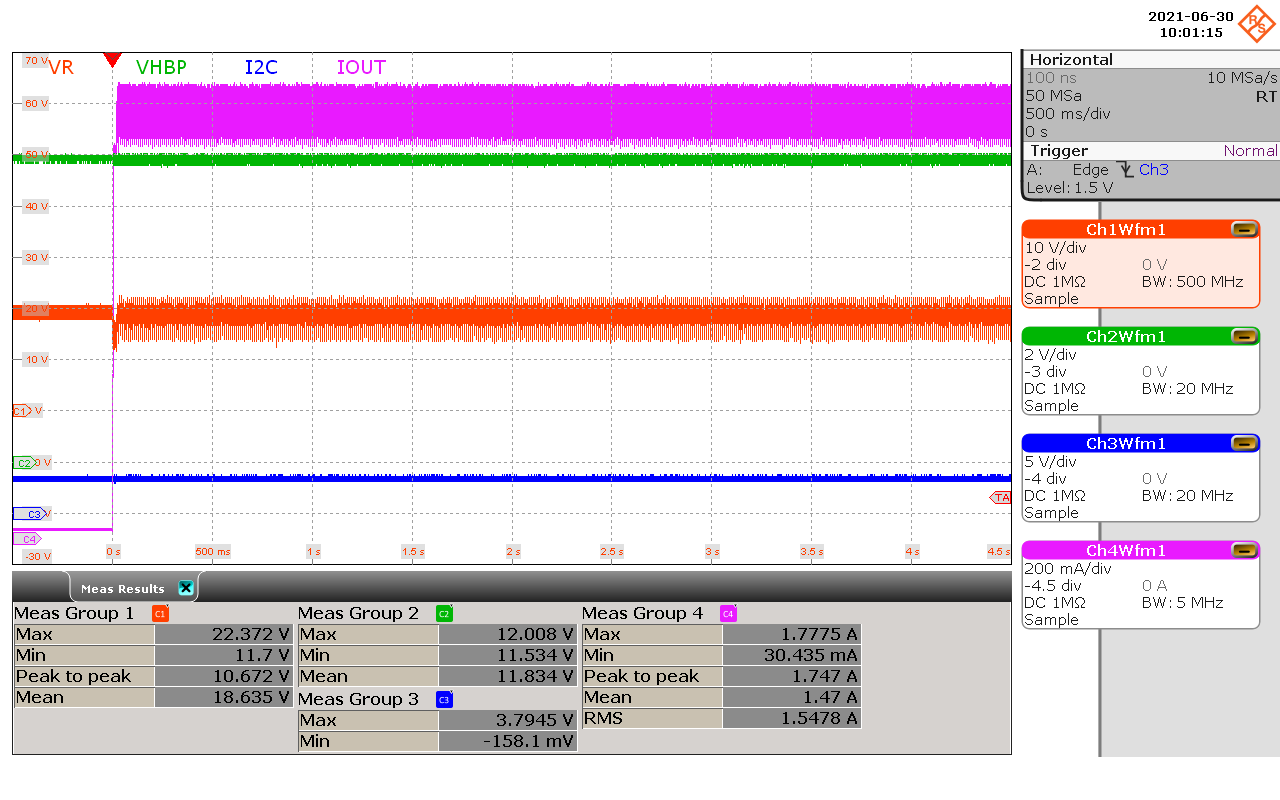 2021-06-30
10:01:15
R&S
VR VHBP I2C IOUT
70 V
60 V
50 V
40 V
30 V
20 V
10 V
C1 V
C2 0 V
C3 V
C4
-30 V
TA
0 s 500 ms 1 s 1.5 s 2 s 2.5 s 3 s 3.5 s 4 s 4.5 s
Horizontal
100 ns 10 MSa/s
50 MSa RT
500 ms/div
0 s
Trigger Normal
A: Edge Ch3
Level: 1.5 V
Ch1Wfm1
10 V/div
-2 div 0 V
DC 1MΩ BW: 500 MHz
Sample
Ch2Wfm1
2 V/div
-3 div 0 V
DC 1MΩ BW: 20 MHz
Sample
Ch3Wfm1
5 V/div
-4 div 0 V
DC 1MΩ BW: 20 MHz
Sample
Ch4Wfm1
200 mA/div
-4.5 div 0 A
DC 1MΩ BW: 5 MHz
Sample
Meas Results
Meas Group 1 C1
Max 22.372 V
Min 11.7 V
Peak to peak 10.672 V
Mean 18.635 V
Meas Group 2 C2
Max 12.008 V
Min 11.534 V
Mean 11.834 V
Meas Group 3 C3
Max 3.7945 V
Min -158.1 mV
Meas Group 4 C4
Max 1.7775 A
Min 30.435 mA
Peak to peak 1.747 A
Mean 1.47 A
RMS 1.5478 A